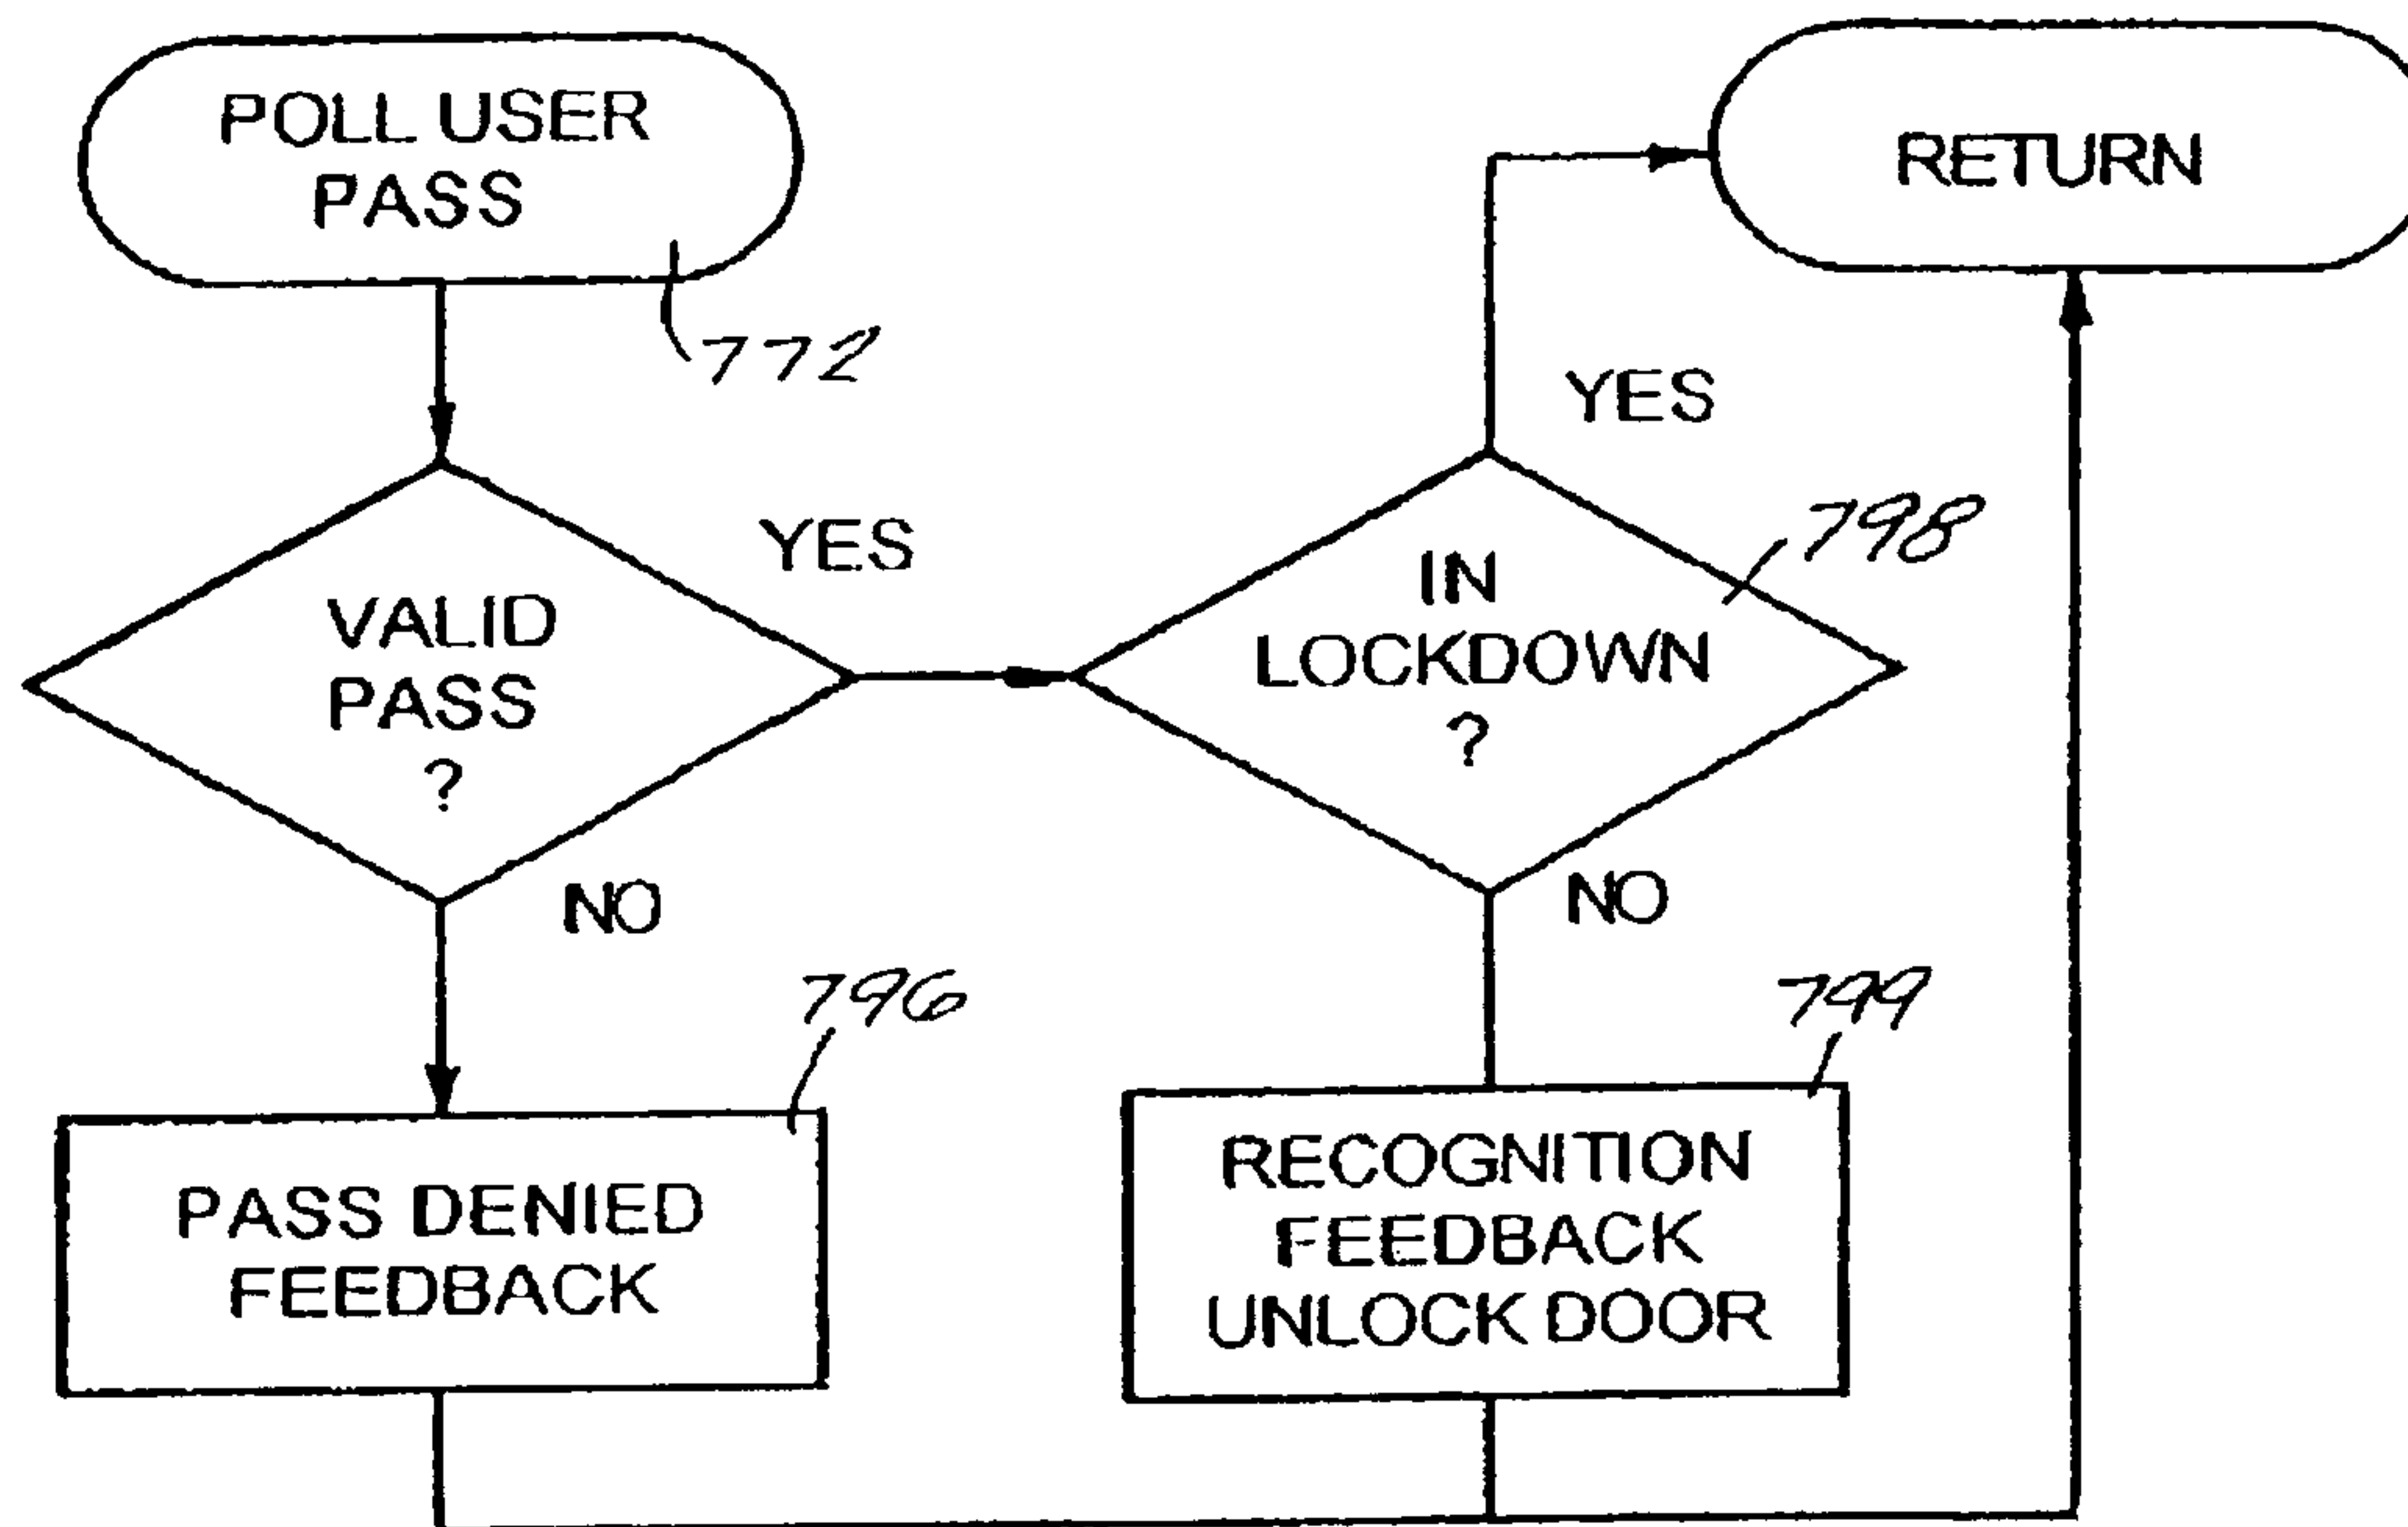 POLL USER
PASS
772
RETURN
YES
VALID
PASS
?
YES
IN
LOCKDOWN
?
798
NO
NO
796
PASS DENIED
FEEDBACK
799
RECOGNITION
FEEDBACK
UNLOCK DOOR